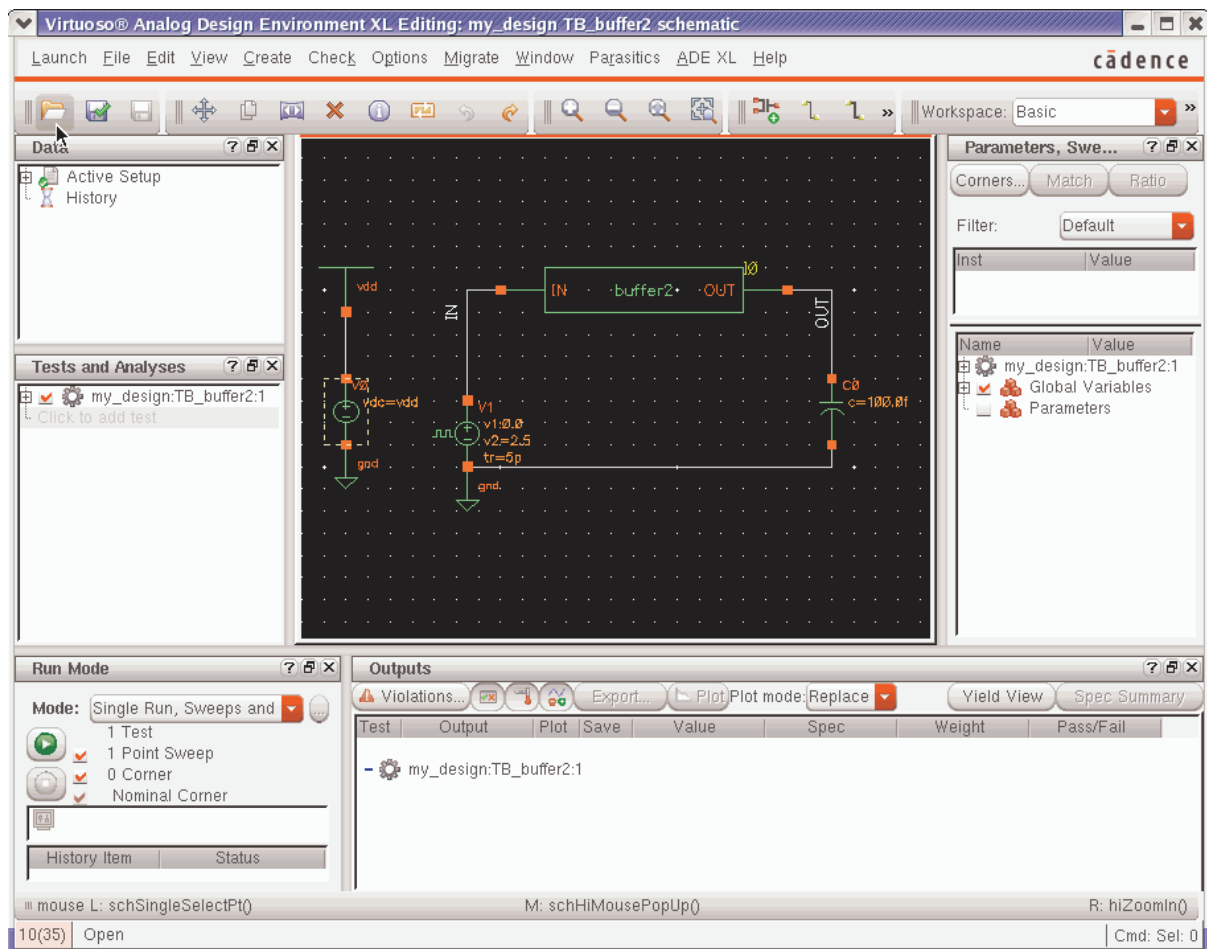 Virtuoso® Analog Design Environment XL Editing: my_design TB_buffer2 schematic
Launch File Edit View Create Check Options Migrate Window Parasitics ADE XL Help
cādence
» Workspace: Basic »
Data
Active Setup
History
Tests and Analyses
my_design:TB_buffer2:1
Click to add test
vdd
V0
vdc=vdd
gnd
IN
V1
v1:0.0
v2=2.5
tr=5p
gnd
IN buffer2 OUT
I0
OUT
C0
c=100.0f
Parameters, Swe...
Corners... Match Ratio
Filter: Default
Inst Value
Name Value
my_design:TB_buffer2:1
Global Variables
Parameters
Run Mode
Mode: Single Run, Sweeps and ...
1 Test
1 Point Sweep
0 Corner
Nominal Corner
History Item Status
Outputs
Violations... Export... Plot Plot mode: Replace Yield View Spec Summary
Test Output Plot Save Value Spec Weight Pass/Fail
my_design:TB_buffer2:1
mouse L: schSingleSelectPt() M: schHiMousePopUp() R: hiZoomIn()
10(35) Open Cmd: Sel: 0